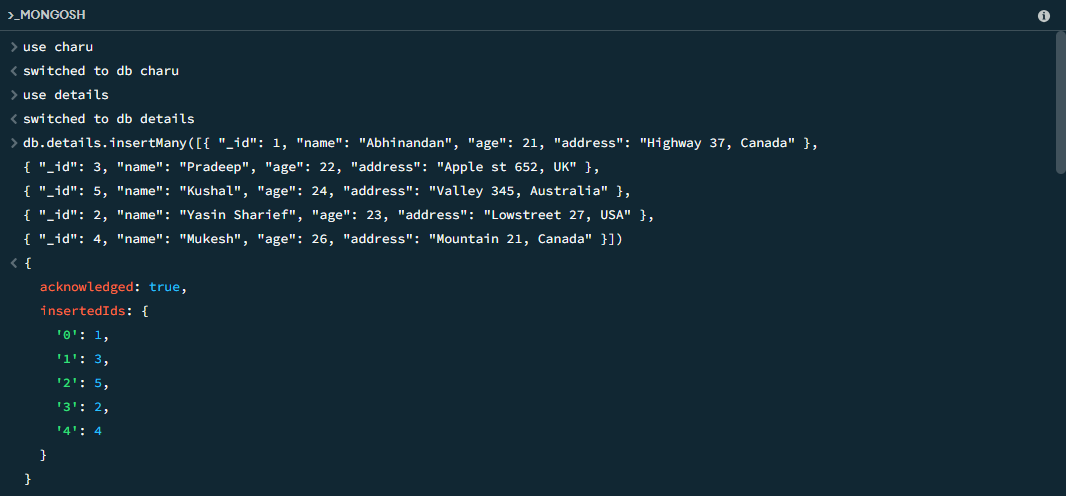 >_MONGOSH
> use charu
< switched to db charu
> use details
< switched to db details
> db.details.insertMany([{ "_id": 1, "name": "Abhinandan", "age": 21, "address": "Highway 37, Canada" },
{ "_id": 3, "name": "Pradeep", "age": 22, "address": "Apple st 652, UK" },
{ "_id": 5, "name": "Kushal", "age": 24, "address": "Valley 345, Australia" },
{ "_id": 2, "name": "Yasin Sharief", "age": 23, "address": "Lowstreet 27, USA" },
{ "_id": 4, "name": "Mukesh", "age": 26, "address": "Mountain 21, Canada" }])
< {
acknowledged: true,
insertedIds: {
'0': 1,
'1': 3,
'2': 5,
'3': 2,
'4': 4
}
}